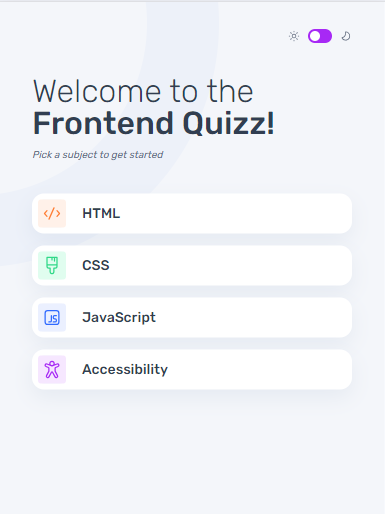 Welcome to the
Frontend Quizz!
Pick a subject to get started
HTML
CSS
JS
JavaScript
Accessibility